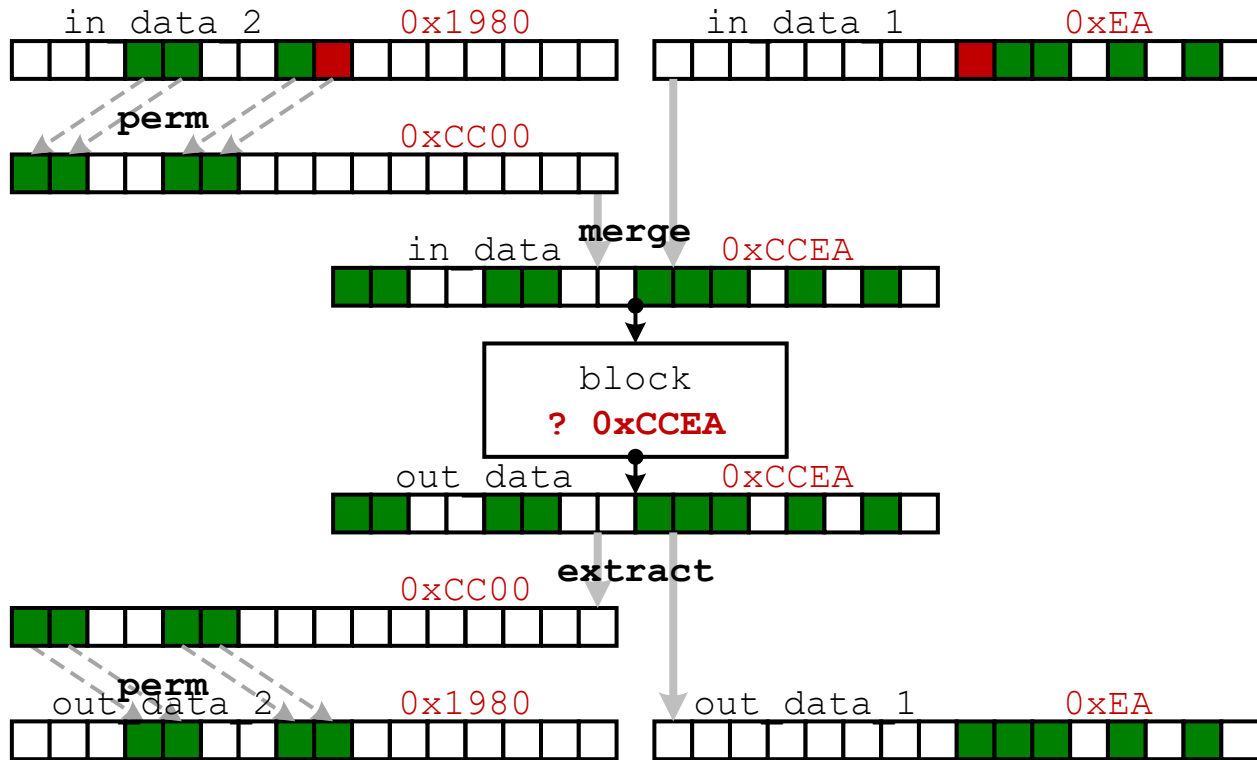 in_data_2 0x1980 in_data_1 0xEA
perm
0xCC00
merge
in_data 0xCCEA
block
? 0xCCEA
out_data 0xCCEA
extract
0xCC00
perm
out_data_2 0x1980 out_data_1 0xEA